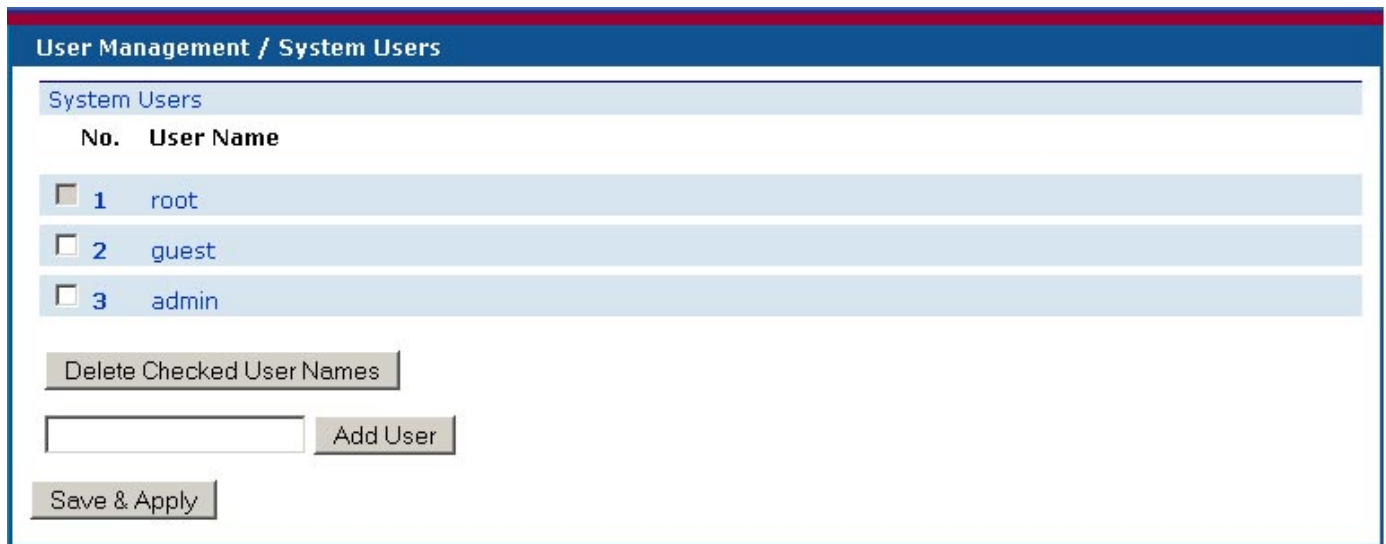 User Management / System Users
System Users
No. User Name
1 root
2 guest
3 admin
Delete Checked User Names
Add User
Save & Apply